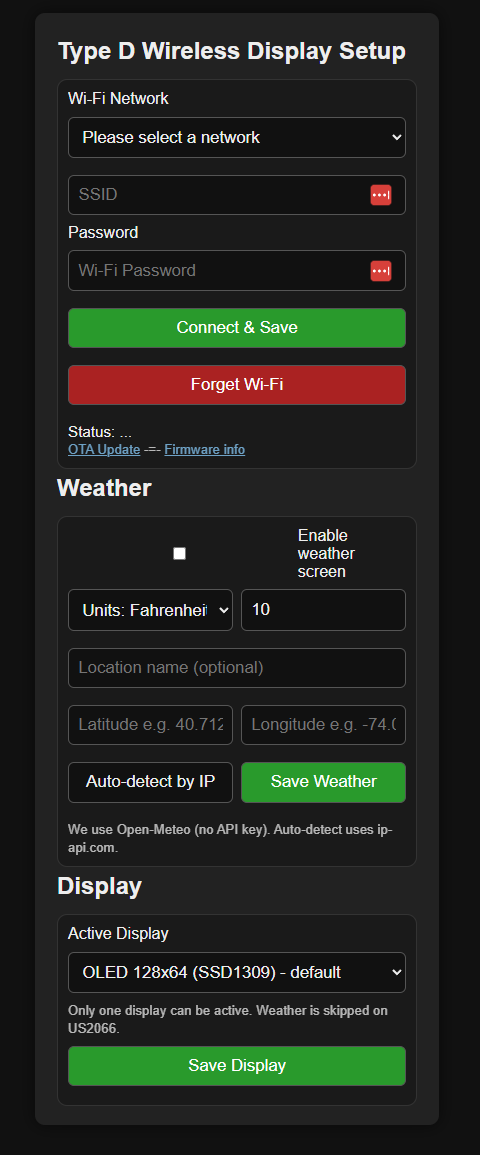 Type D Wireless Display Setup
Wi-Fi Network
Please select a network
SSID
Password
Wi-Fi Password
Connect & Save
Forget Wi-Fi
Status: ...
OTA Update -=- Firmware info
Weather
Enable
weather
screen
Units: Fahrenheit 10
Location name (optional)
Latitude e.g. 40.712 Longitude e.g. -74.0
Auto-detect by IP Save Weather
We use Open-Meteo (no API key). Auto-detect uses ip-
api.com.
Display
Active Display
OLED 128x64 (SSD1309) - default
Only one display can be active. Weather is skipped on
US2066.
Save Display